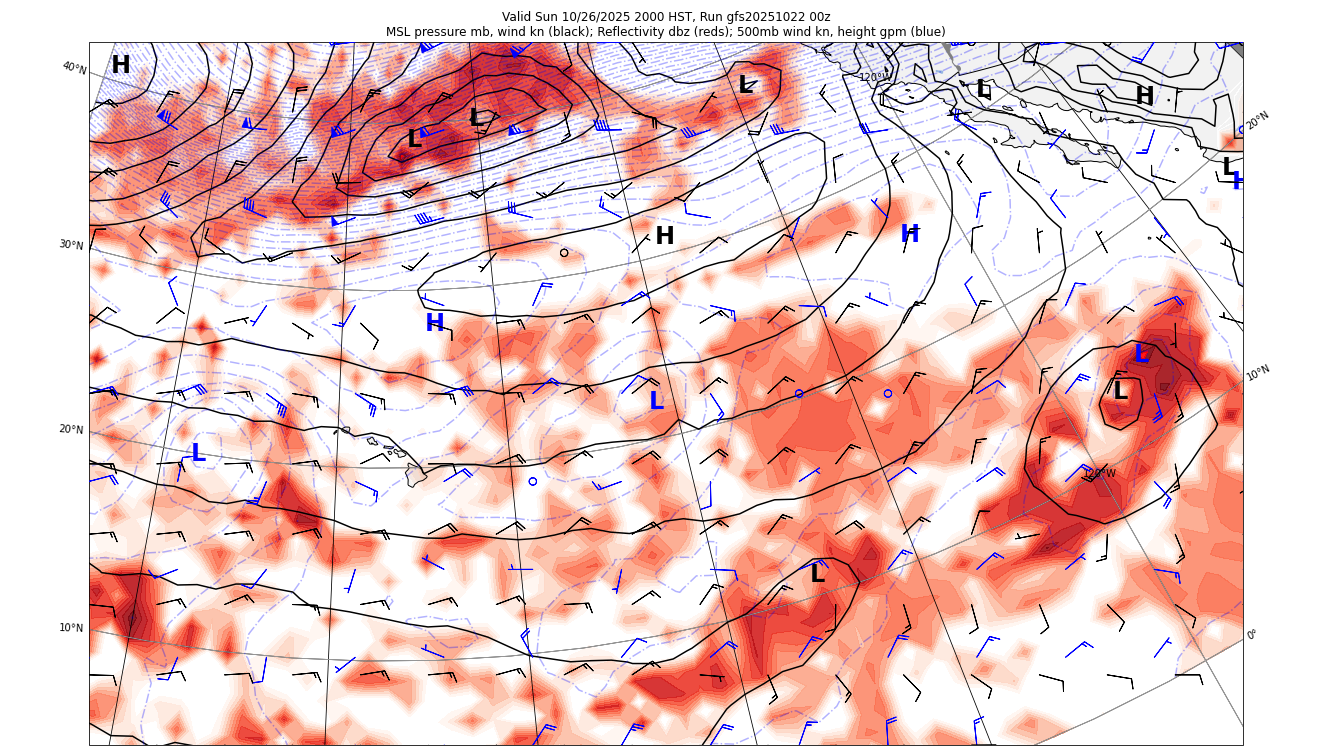 Valid Sun 10/26/2025 2000 HST, Run gfs20251022 00z
MSL pressure mb, wind kn (black); Reflectivity dbz (reds); 500mb wind kn, height gpm (blue)
40°N
H
L
120°W
L
H
20°N
L
L
L
H
30°N
H
H
H
L
10°N
L
L
20°N
L
120°W
L
10°N
0°